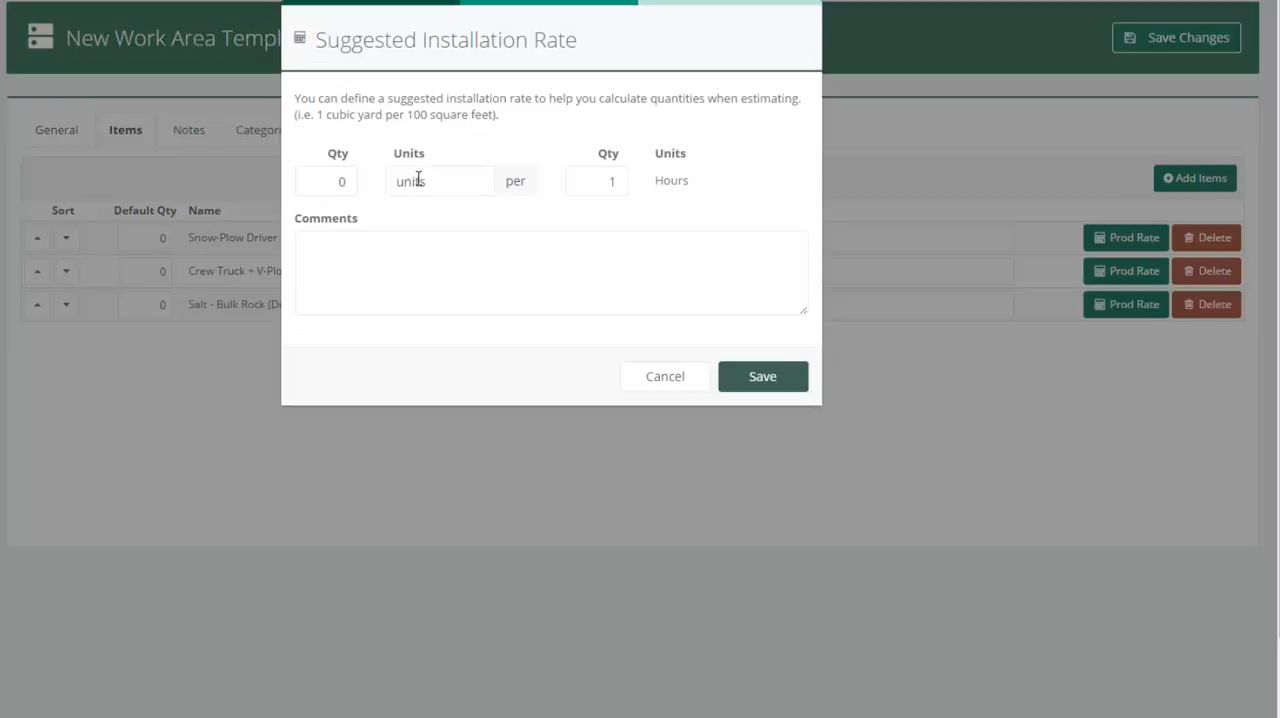 New Work Area Templ
Save Changes
Suggested Installation Rate
You can define a suggested installation rate to help you calculate quantities when estimating.
(i.e. 1 cubic yard per 100 square feet).
General Items Notes Categori
Qty Units Qty Units
0 units per 1 Hours
Add Items
Comments
Sort Default Qty Name
0 Snow-Plow Driver Prod Rate Delete
0 Crew Truck + V-Plo Prod Rate Delete
0 Salt - Bulk Rock (De Prod Rate Delete
Cancel Save